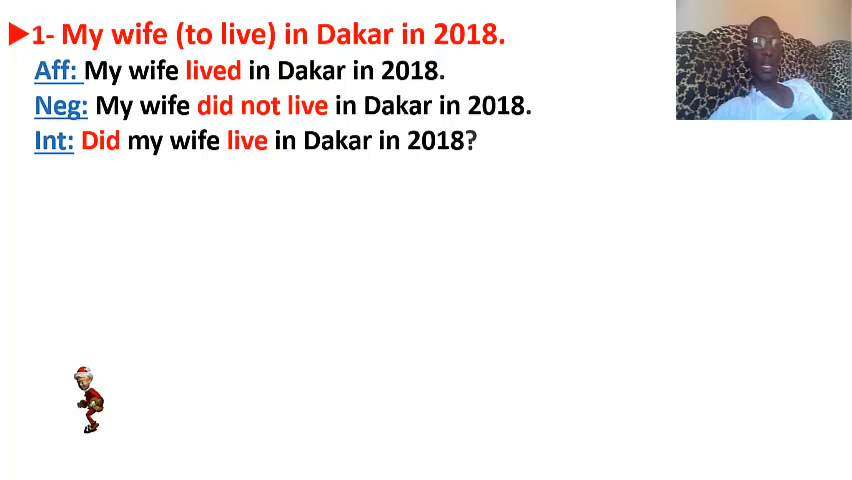 1- My wife (to live) in Dakar in 2018.
Aff: My wife lived in Dakar in 2018.
Neg: My wife did not live in Dakar in 2018.
Int: Did my wife live in Dakar in 2018?